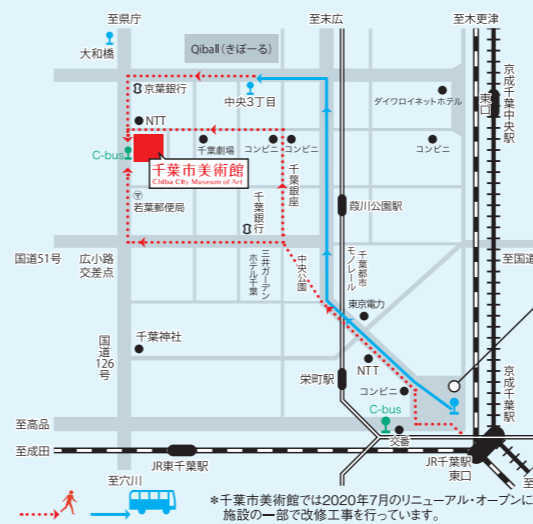 至県庁
至末広
至木更津
大和橋
Qiball（きぼーる）
京葉銀行
中央3丁目
ダイワロイネットホテル
東口
京成千葉中央駅
NTT
C-bus
千葉劇場
コンビニ
コンビニ
コンビニ
千葉市美術館
Chiba City Museum of Art
若葉郵便局
千葉銀行
千葉銀座
葭川公園駅
国道51号
広小路
交差点
三井ガーデン
ホテル千葉
中央公園
千葉都市
モノレール
至国道
東京電力
千葉神社
国道126号
NTT
栄町駅
コンビニ
京成千葉駅
C-bus
至高品
交番
至成田
JR東千葉駅
JR千葉駅
東口
至
至穴川
＊千葉市美術館では2020年7月のリニューアル・オープンに
施設の一部で改修工事を行っています。